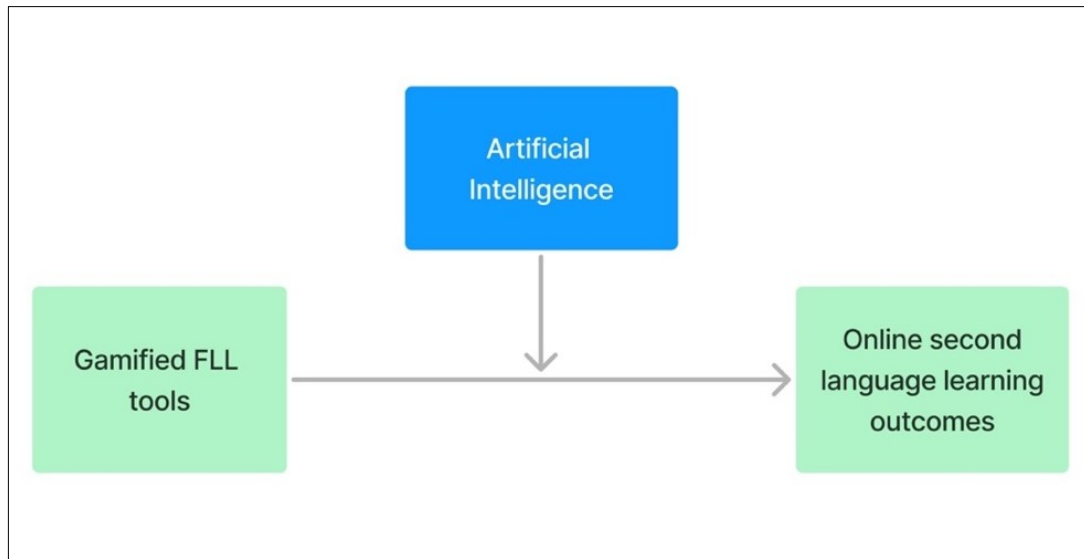 Artificial
Intelligence
Gamified FLL
tools
Online second
language learning
outcomes